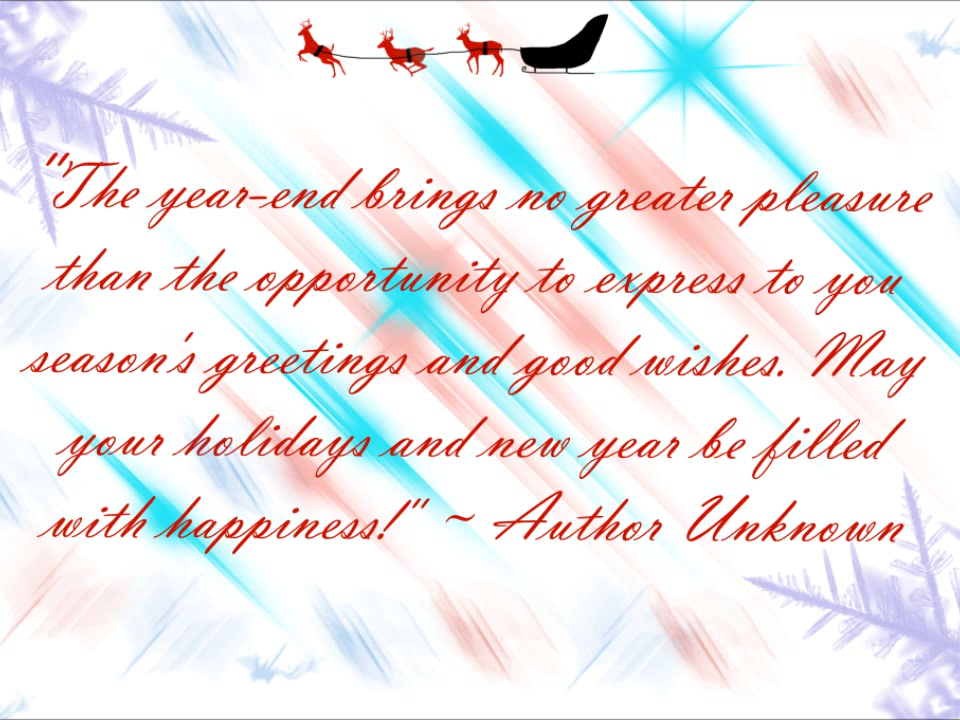 "The year-end brings no greater pleasure
than the opportunity to express to you
season's greetings and good wishes. May
your holidays and new year be filled
with happiness!" ~ Author Unknown